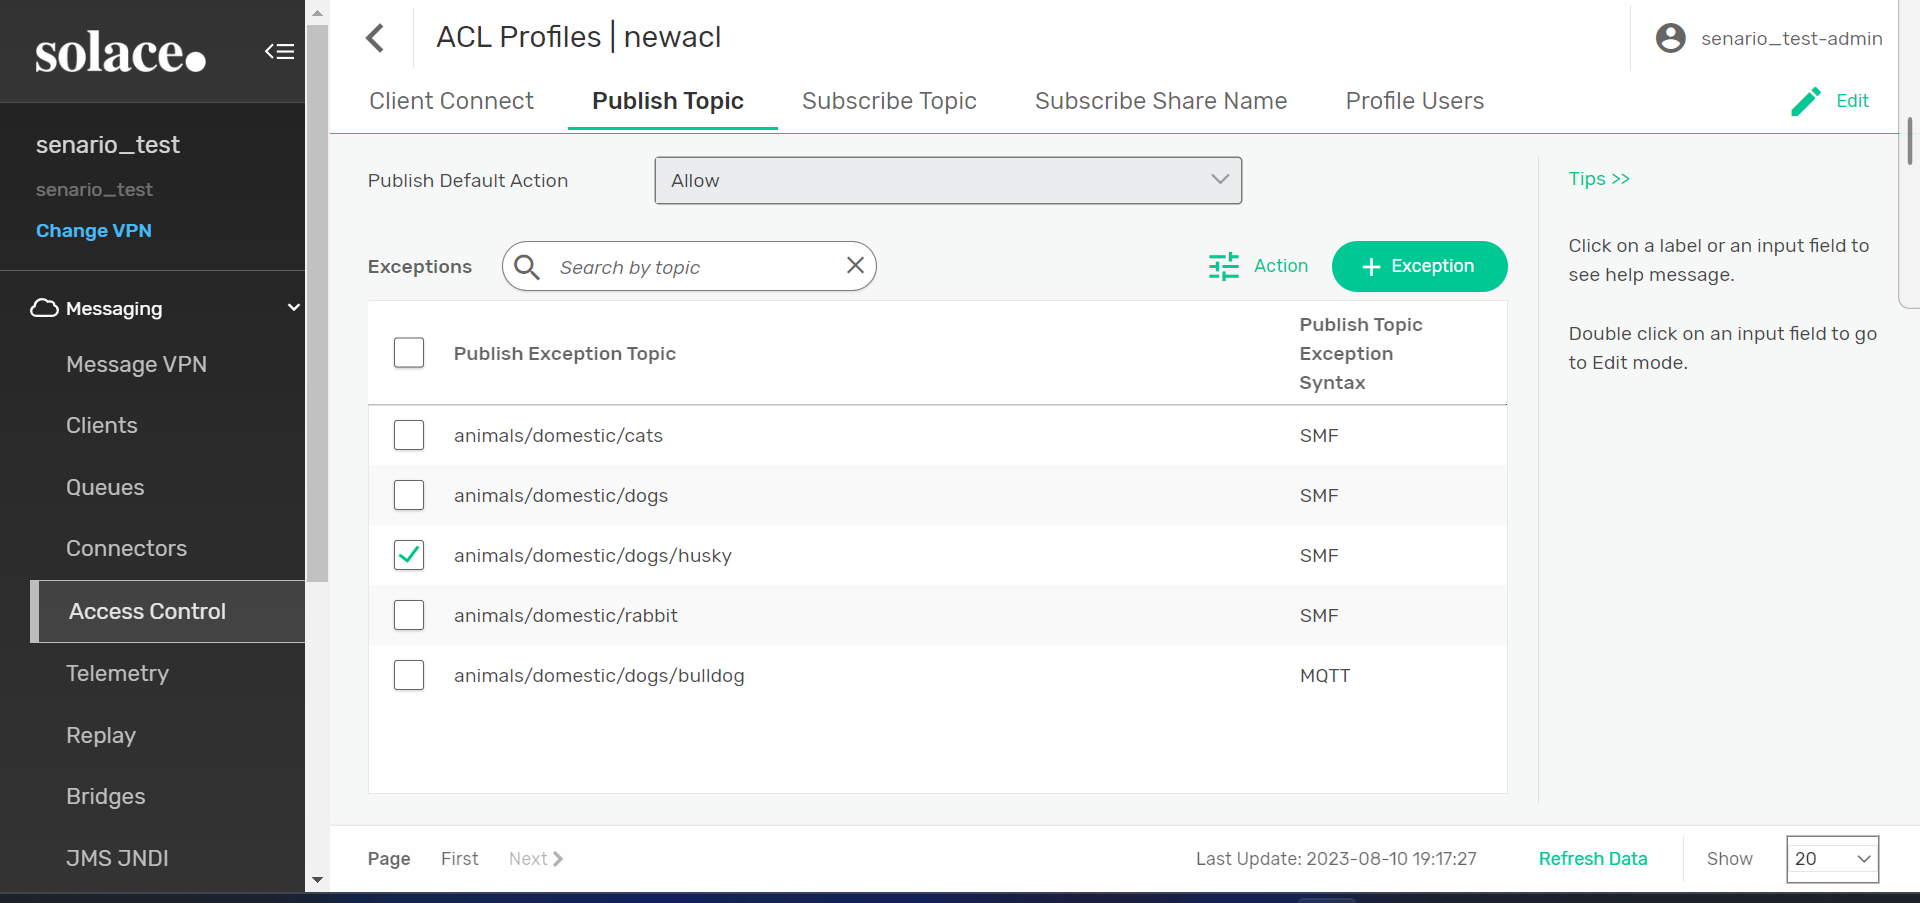 solace.
senario_test
senario_test
Change VPN
Messaging
Message VPN
Clients
Queues
Connectors
Access Control
Telemetry
Replay
Bridges
JMS JNDI
ACL Profiles | newacl
senario_test-admin
Client Connect
Publish Topic
Subscribe Topic
Subscribe Share Name
Profile Users
Edit
Publish Default Action
Allow
Exceptions
Search by topic
Action
+ Exception
Publish Exception Topic
Publish Topic
Exception
Syntax
animals/domestic/cats SMF
animals/domestic/dogs SMF
animals/domestic/dogs/husky SMF
animals/domestic/rabbit SMF
animals/domestic/dogs/bulldog MQTT
Tips >>
Click on a label or an input field to
see help message.
Double click on an input field to go
to Edit mode.
Page First Next
Last Update: 2023-08-10 19:17:27
Refresh Data
Show 20